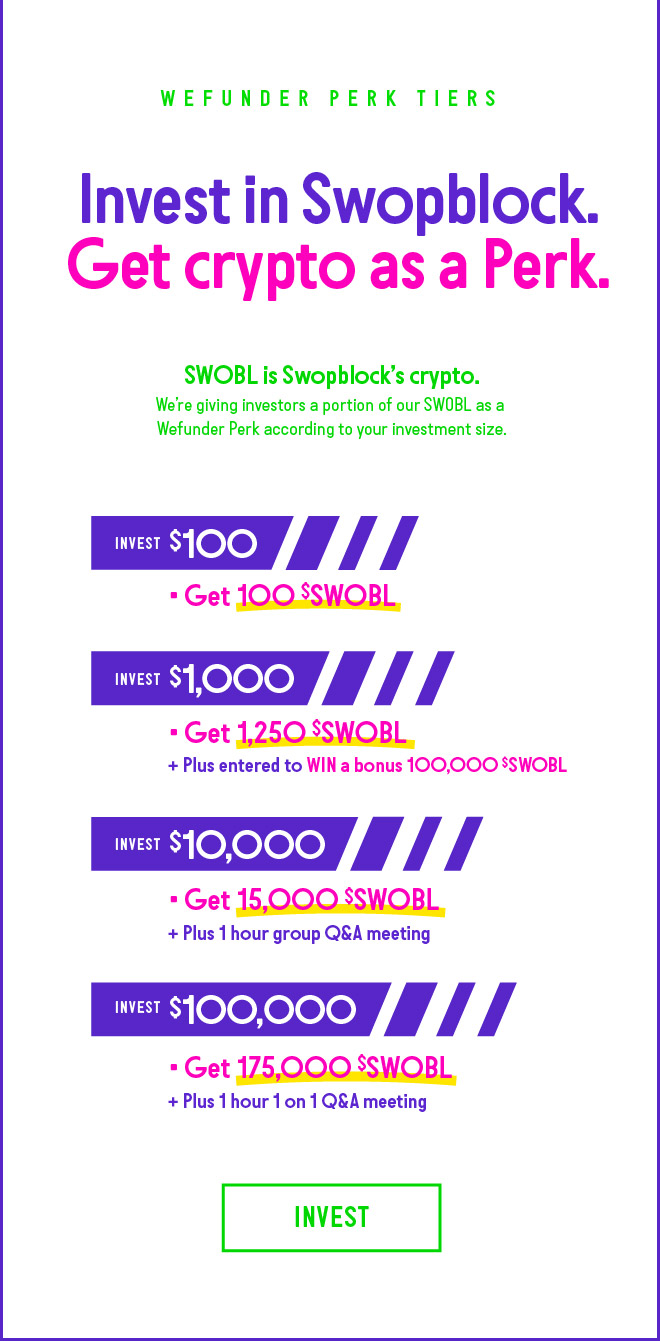 WEFUNDER PERK TIERS
Invest in Swopblock.
Get crypto as a Perk.
SWOBL is Swopblock's crypto.
We're giving investors a portion of our SWOBL as a
Wefunder Perk according to your investment size.
INVEST $100
▪ Get 100 $SWOBL
INVEST $1,000
▪ Get 1,250 $SWOBL
+ Plus entered to WIN a bonus 100,000 $SWOBL
INVEST $10,000
▪ Get 15,000 $SWOBL
+ Plus 1 hour group Q&A meeting
INVEST $100,000
▪ Get 175,000 $SWOBL
+ Plus 1 hour 1 on 1 Q&A meeting
INVEST